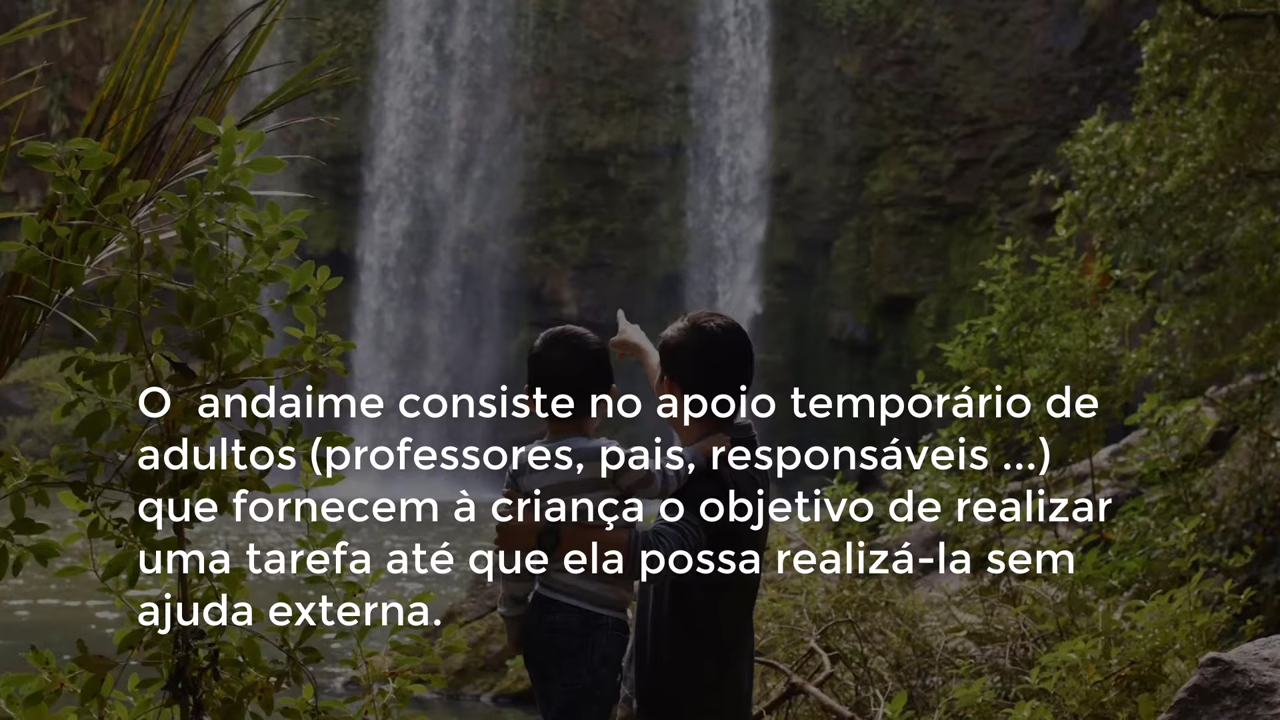 O  andaime consiste no apoio temporário de
adultos (professores, pais, responsáveis ...)
que fornecem à criança o objetivo de realizar
uma tarefa até que ela possa realizá-la sem
ajuda externa.